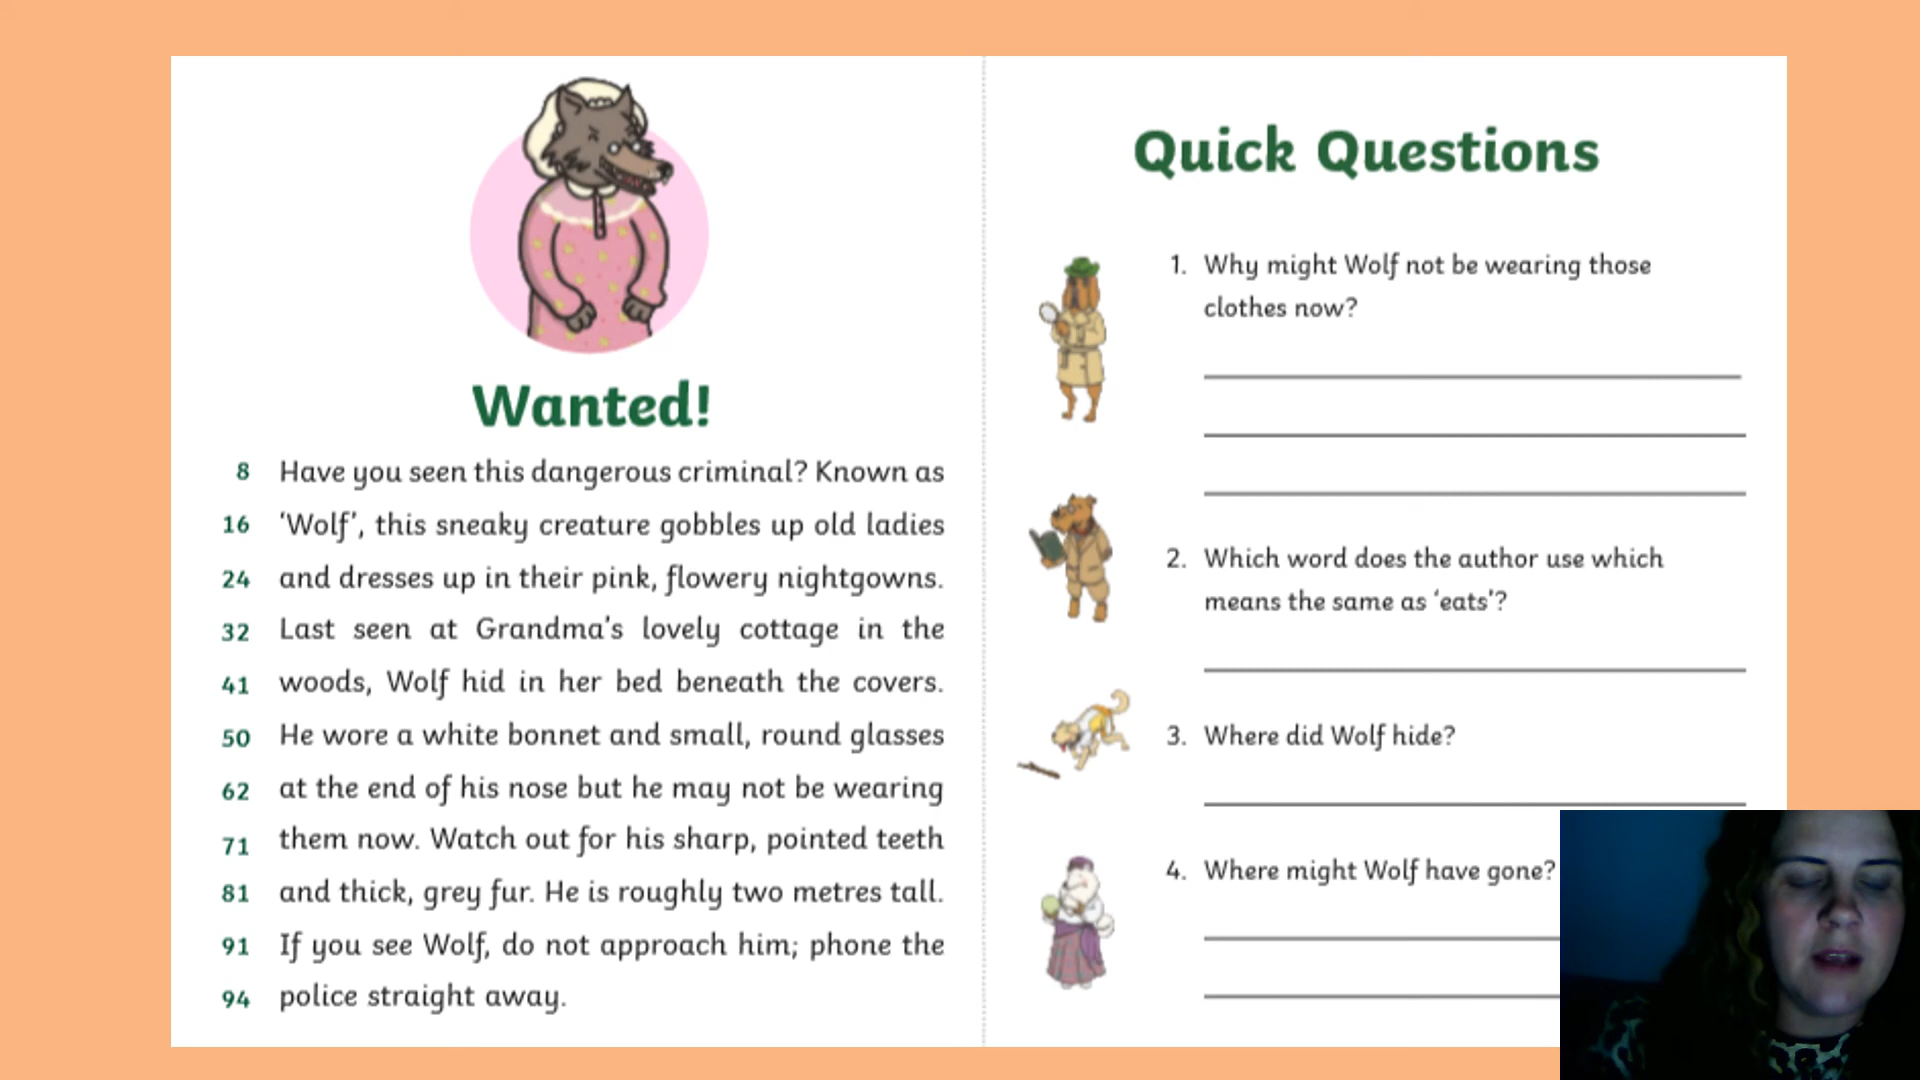 Wanted!
8 Have you seen this dangerous criminal? Known as
16 ‘Wolf’, this sneaky creature gobbles up old ladies
24 and dresses up in their pink, flowery nightgowns.
32 Last seen at Grandma’s lovely cottage in the
41 woods, Wolf hid in her bed beneath the covers.
50 He wore a white bonnet and small, round glasses
62 at the end of his nose but he may not be wearing
71 them now. Watch out for his sharp, pointed teeth
81 and thick, grey fur. He is roughly two metres tall.
91 If you see Wolf, do not approach him; phone the
94 police straight away.
Quick Questions
1. Why might Wolf not be wearing those
clothes now?
2. Which word does the author use which
means the same as ‘eats’?
3. Where did Wolf hide?
4. Where might Wolf have gone?